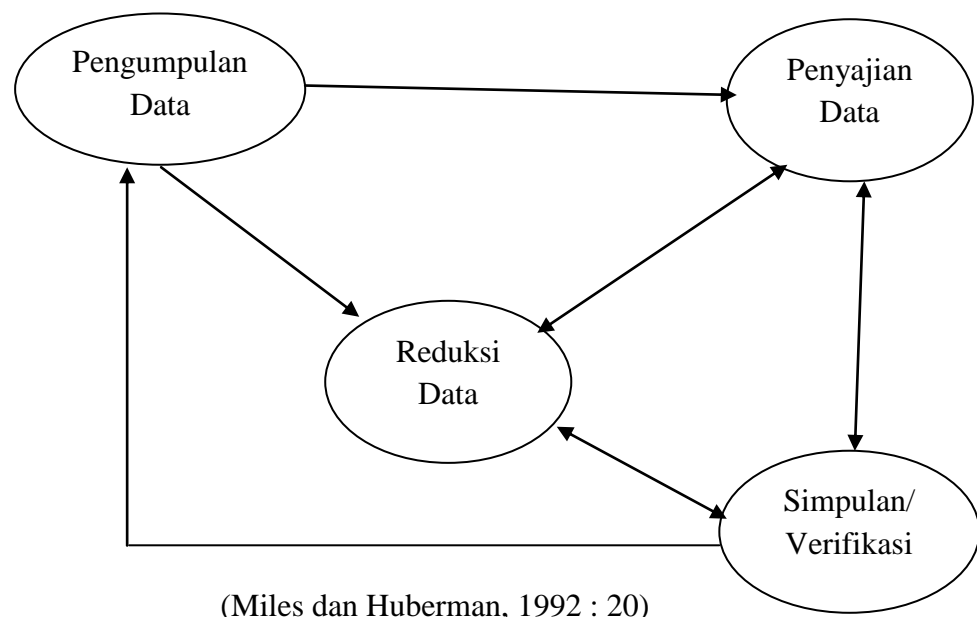 Pengumpulan
Data
Penyajian
Data
Reduksi
Data
Simpulan/
Verifikasi
(Miles dan Huberman, 1992 : 20)